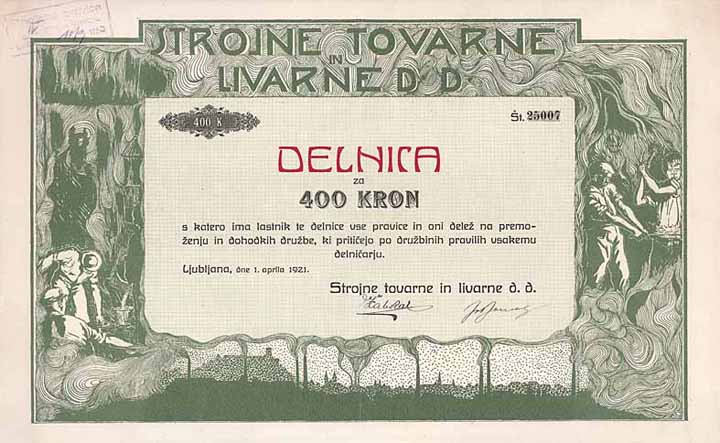 STROJNE TOVARNE
IN
LIVARNE D. D.
400 K
Št. 25007
DELNICA
za
400 KRON
s katero ima lastnik te delnice vse pravice in oni delež na premo-
ženju in dohodkih družbe, ki pritičejo po družbinih pravilih vsakemu
delničarju.
Ljubljana, dne 1. aprila 1921.
Strojne tovarne in livarne d. d.